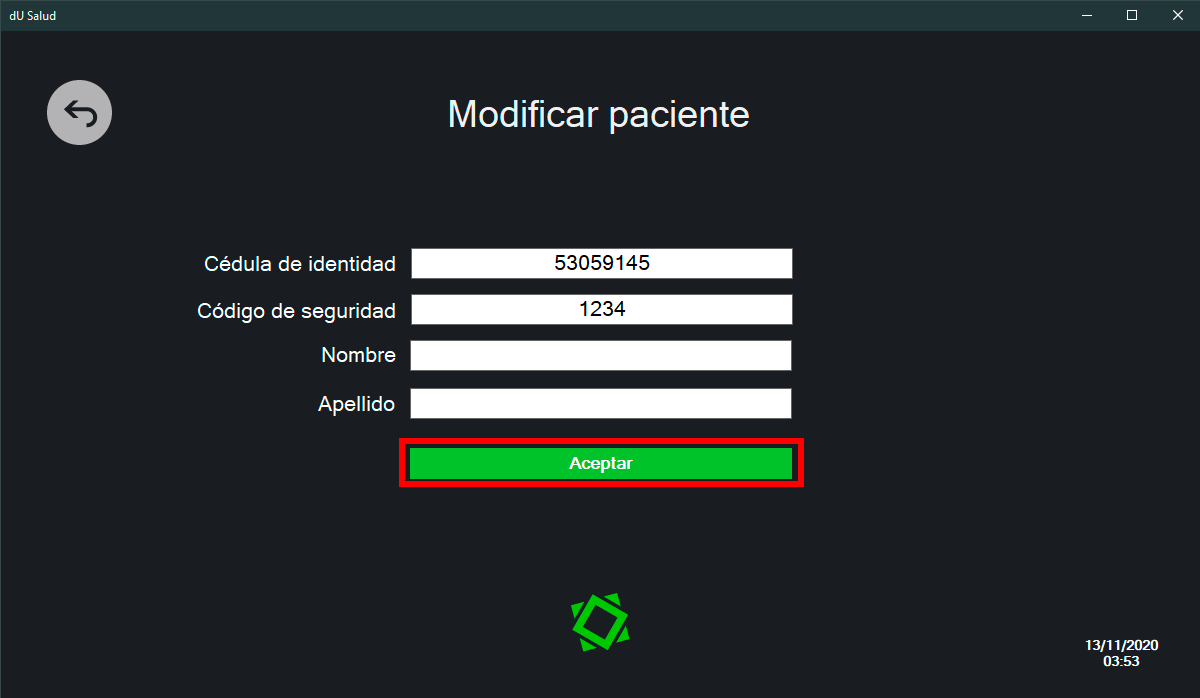 dU Salud
Modificar paciente
Cédula de identidad 53059145
Código de seguridad 1234
Nombre
Apellido
Aceptar
13/11/2020
03:53